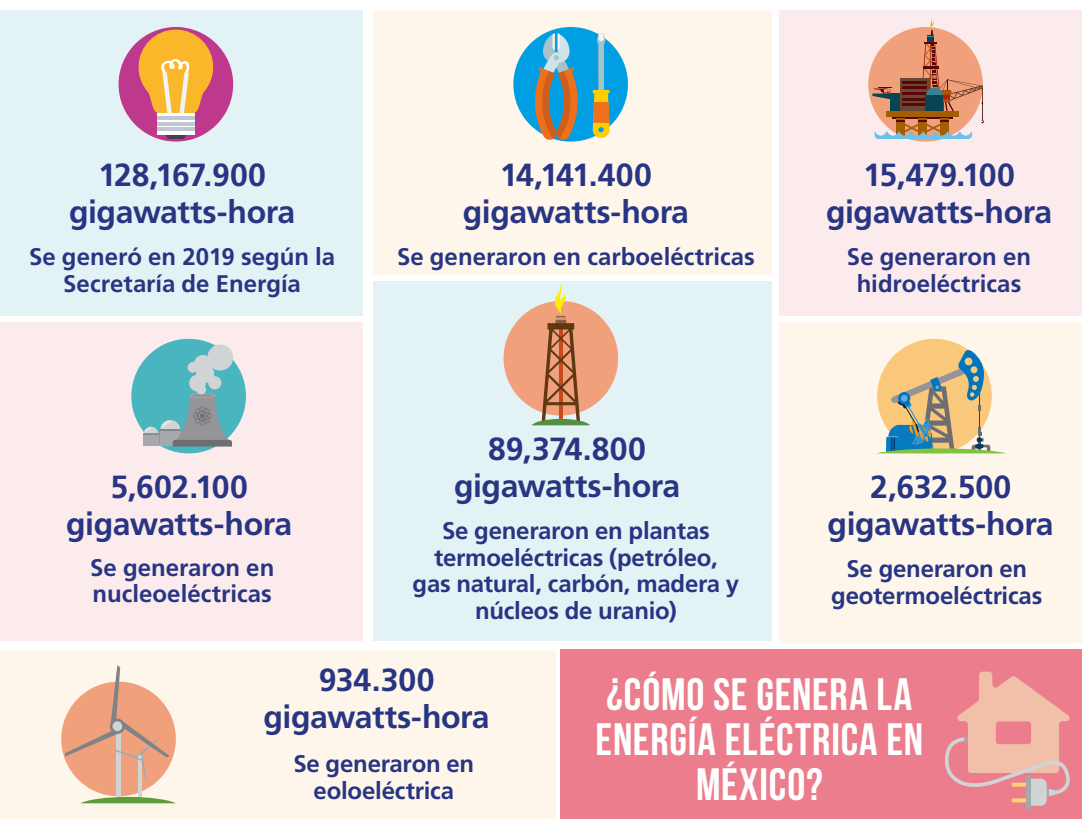 128,167.900
gigawatts-hora
Se generó en 2019 según la
Secretaría de Energía
14,141.400
gigawatts-hora
Se generaron en carboeléctricas
15,479.100
gigawatts-hora
Se generaron en
hidroeléctricas
5,602.100
gigawatts-hora
Se generaron en
nucleoeléctricas
89,374.800
gigawatts-hora
Se generaron en plantas
termoeléctricas (petróleo,
gas natural, carbón, madera y
núcleos de uranio)
2,632.500
gigawatts-hora
Se generaron en
geotermoeléctricas
934.300
gigawatts-hora
Se generaron en
eoloeléctrica
¿CÓMO SE GENERA LA
ENERGÍA ELÉCTRICA EN
MÉXICO?